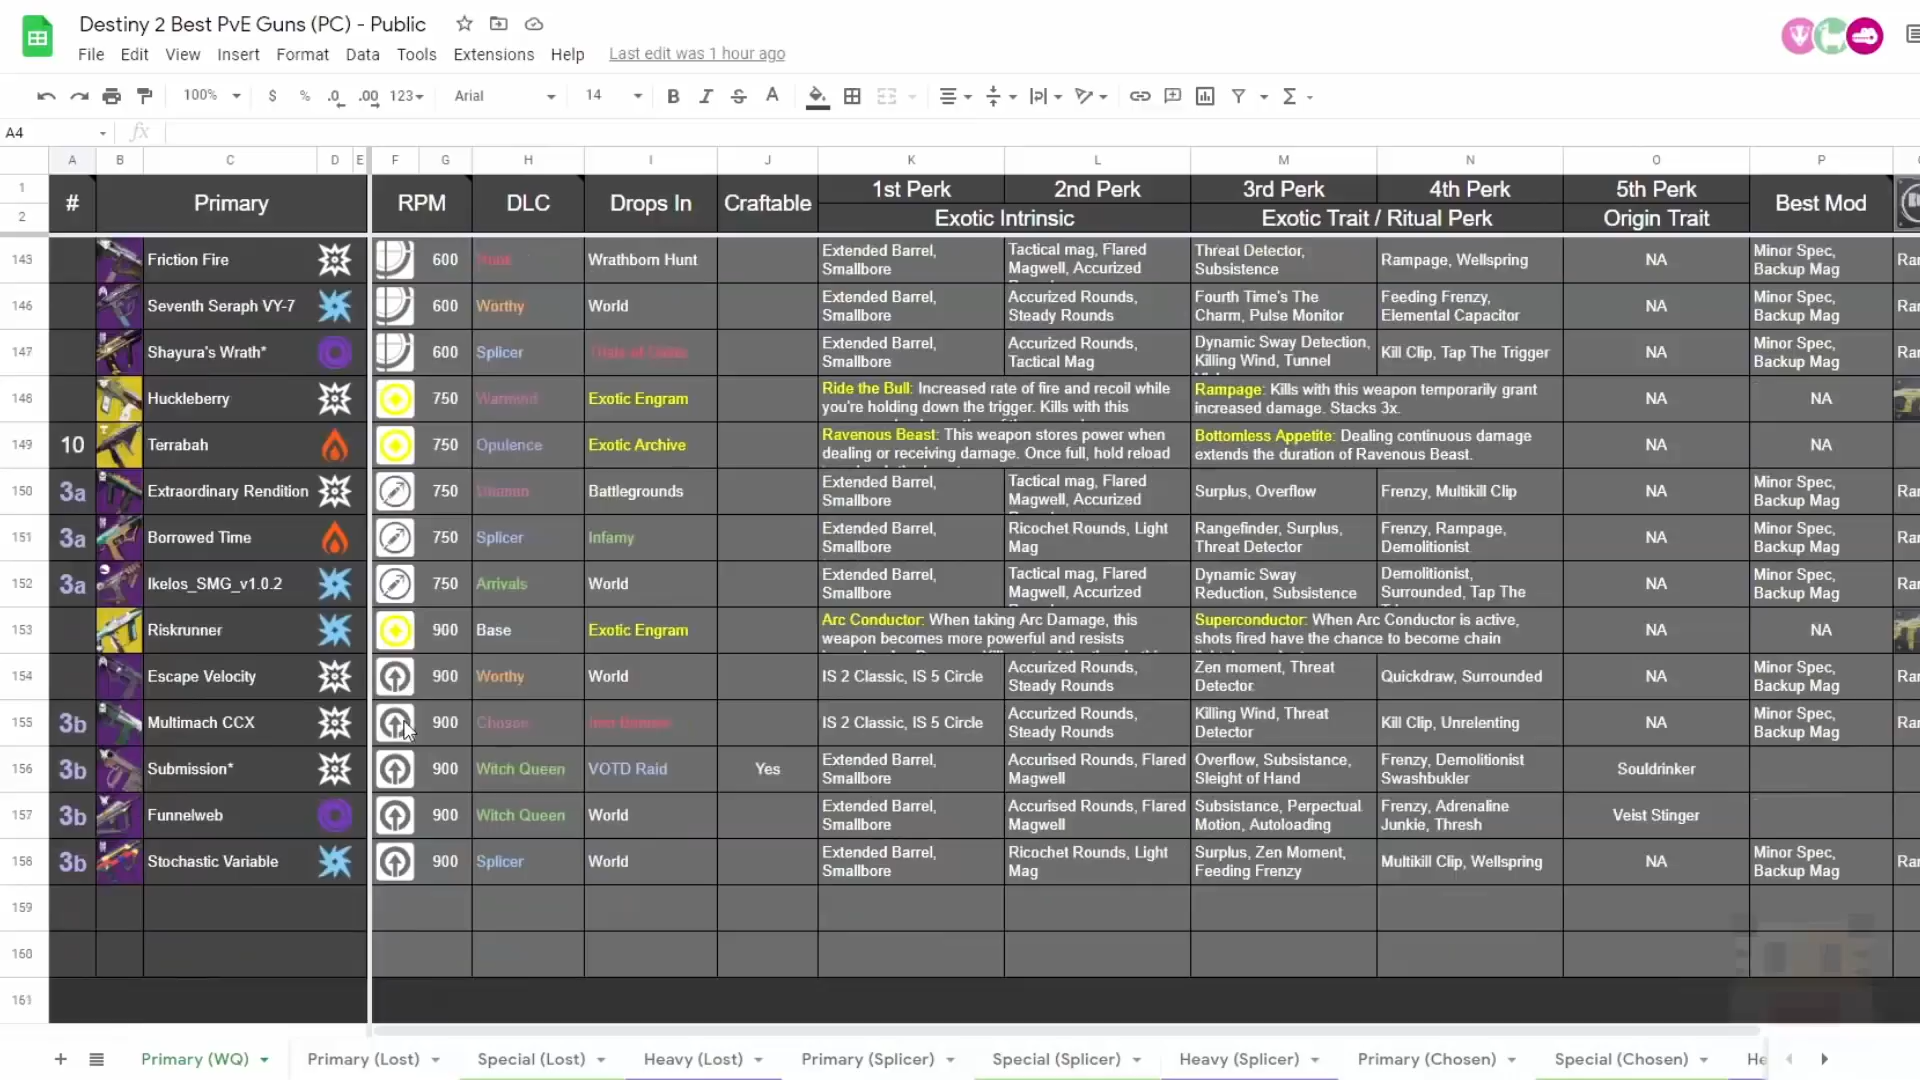 Destiny 2 Best PvE Guns (PC) - Public
File Edit View Insert Format Data Tools Extensions Help Last edit was 1 hour ago
100% $ % .0 .00 123 Arial 14 B I S A
A4 fx
A B C D E F G H I J K L M N O P
1 2 # Primary RPM DLC Drops In Craftable 1st Perk 2nd Perk 3rd Perk 4th Perk 5th Perk Best Mod
Exotic Intrinsic Exotic Trait / Ritual Perk Origin Trait
Friction Fire 600 Hunt Wrathborn Hunt Extended Barrel, Smallbore Tactical mag, Flared Magwell, Accurized Threat Detector, Subsistence Rampage, Wellspring NA Minor Spec, Backup Mag Ran
146 Seventh Seraph VY-7 600 Worthy World Extended Barrel, Smallbore Accurized Rounds, Steady Rounds Fourth Time's The Charm, Pulse Monitor Feeding Frenzy, Elemental Capacitor NA Minor Spec, Backup Mag Ran
147 Shayura's Wrath* 600 Splicer Extended Barrel, Smallbore Accurized Rounds, Tactical Mag Dynamic Sway Detection, Killing Wind, Tunnel Kill Clip, Tap The Trigger NA Minor Spec, Backup Mag Ran
148 Huckleberry 750 Warmind Exotic Engram Ride the Bull: Increased rate of fire and recoil while you're holding down the trigger. Kills with this Rampage: Kills with this weapon temporarily grant increased damage. Stacks 3x. NA NA
149 10 Terrabah 750 Opulence Exotic Archive Ravenous Beast: This weapon stores power when dealing or receiving damage. Once full, hold reload Bottomless Appetite: Dealing continuous damage extends the duration of Ravenous Beast. NA NA
150 3a Extraordinary Rendition 750 Battlegrounds Extended Barrel, Smallbore Tactical mag, Flared Magwell, Accurized Surplus, Overflow Frenzy, Multikill Clip NA Minor Spec, Backup Mag Ran
151 3a Borrowed Time 750 Splicer Infamy Extended Barrel, Smallbore Ricochet Rounds, Light Mag Rangefinder, Surplus, Threat Detector Frenzy, Rampage, Demolitionist NA Minor Spec, Backup Mag Ran
152 3a Ikelos_SMG_v1.0.2 750 Arrivals World Extended Barrel, Smallbore Tactical mag, Flared Magwell, Accurized Dynamic Sway Reduction, Subsistence Demolitionist, Surrounded, Tap The NA Minor Spec, Backup Mag Ran
153 Riskrunner 900 Base Exotic Engram Arc Conductor: When taking Arc Damage, this weapon becomes more powerful and resists Superconductor: When Arc Conductor is active, shots fired have the chance to become chain NA NA
154 Escape Velocity 900 Worthy World IS 2 Classic, IS 5 Circle Accurized Rounds, Steady Rounds Zen moment, Threat Detector Quickdraw, Surrounded NA Minor Spec, Backup Mag Ran
155 3b Multimach CCX 900 Chosen Iron Banner IS 2 Classic, IS 5 Circle Accurized Rounds, Steady Rounds Killing Wind, Threat Detector Kill Clip, Unrelenting NA Minor Spec, Backup Mag Ran
156 3b Submission* 900 Witch Queen VOTD Raid Yes Extended Barrel, Smallbore Accurised Rounds, Flared Magwell Overflow, Subsistance, Sleight of Hand Frenzy, Demolitionist Swashbukler Souldrinker
157 3b Funnelweb 900 Witch Queen World Extended Barrel, Smallbore Accurised Rounds, Flared Magwell Subsistance, Perpectual Motion, Autoloading Frenzy, Adrenaline Junkie, Thresh Veist Stinger
158 3b Stochastic Variable 900 Splicer World Extended Barrel, Smallbore Ricochet Rounds, Light Mag Surplus, Zen Moment, Feeding Frenzy Multikill Clip, Wellspring NA Minor Spec, Backup Mag Ran
159
160
161
+ Primary (WQ) Primary (Lost) Special (Lost) Heavy (Lost) Primary (Splicer) Special (Splicer) Heavy (Splicer) Primary (Chosen) Special (Chosen) He